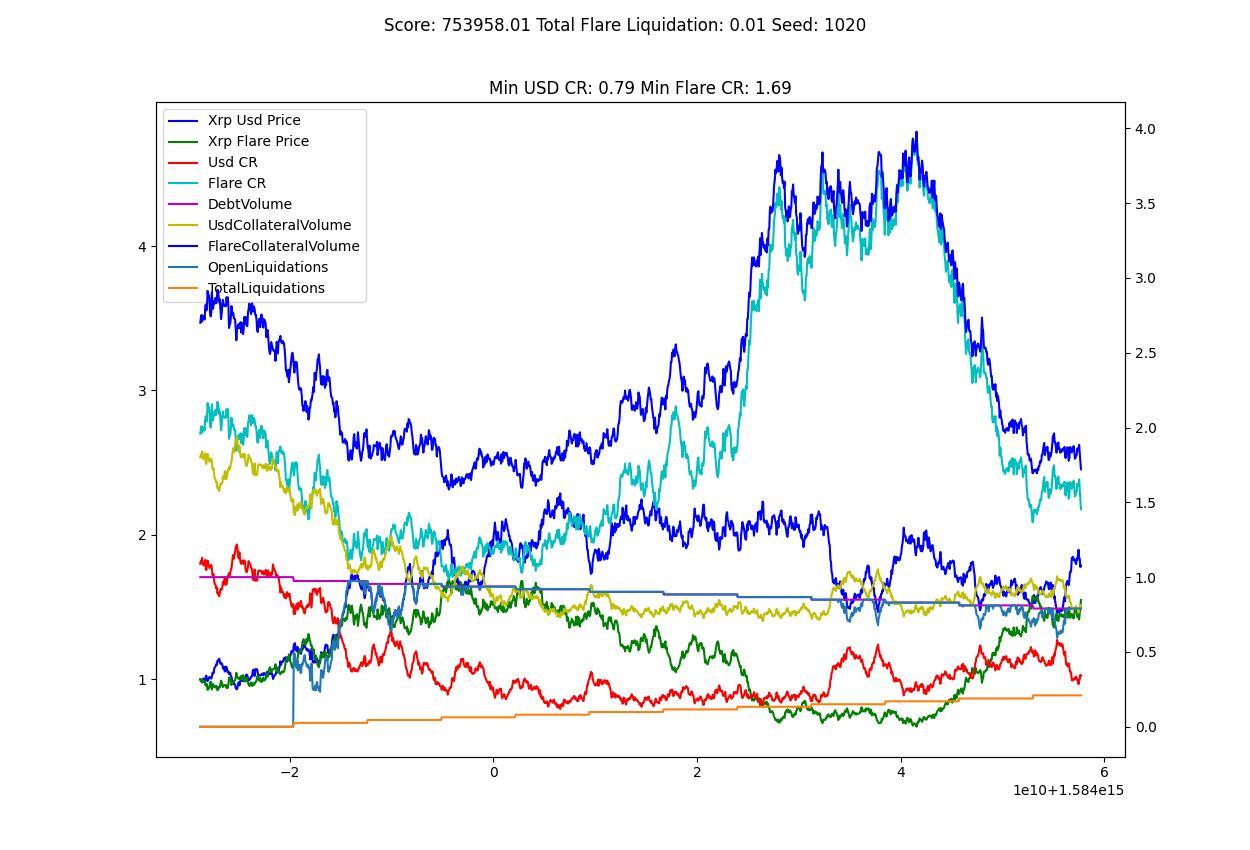 Score: 753958.01 Total Flare Liquidation: 0.01 Seed: 1020
Min USD CR: 0.79 Min Flare CR: 1.69
Xrp Usd Price
Xrp Flare Price
Usd CR
Flare CR
DebtVolume
UsdCollateralVolume
FlareCollateralVolume
OpenLiquidations
TotalLiquidations
4
3
2
1
4.0
3.5
3.0
2.5
2.0
1.5
1.0
0.5
0.0
−2
0
2
4
6
1e10+1.584e15